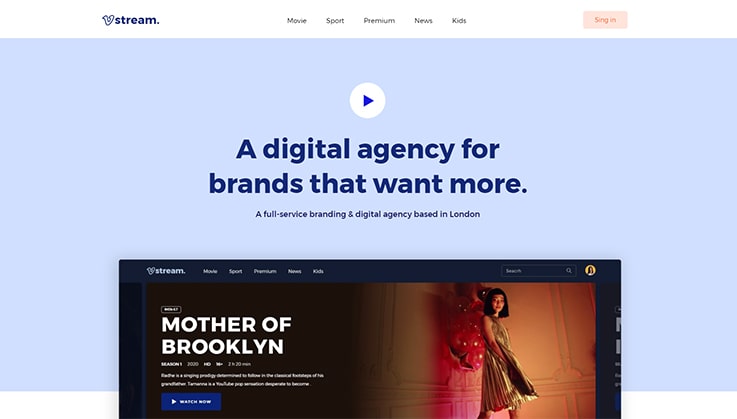 Vstream.
Movie Sport Premium News Kids
Sing in
A digital agency for
brands that want more.
A full-service branding & digital agency based in London
Vstream.
Movie Sport Premium News Kids
Search
MOTHER OF
BROOKLYN
SEASON 1 2020 HD 16+ 2 h 20 min
Radhe is a singing prodigy determined to follow in the classical footsteps of his
grandfather. Tamanna is a YouTube pop sensation desperate to become .
WATCH NOW